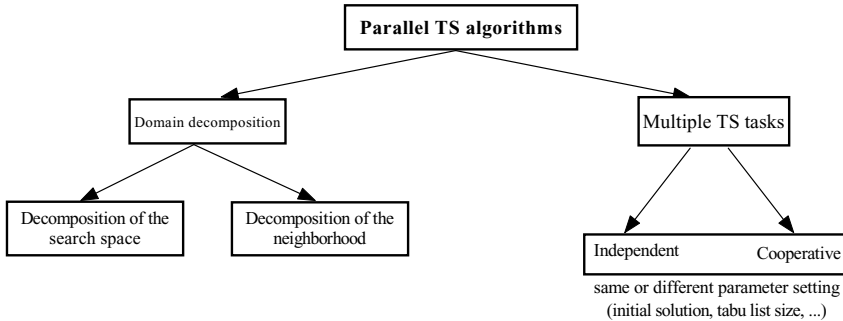 Parallel TS algorithms
Domain decomposition
Multiple TS tasks
Decomposition of the
search space
Decomposition of the
neighborhood
Independent
Cooperative
same or different parameter setting
(initial solution, tabu list size, ...)